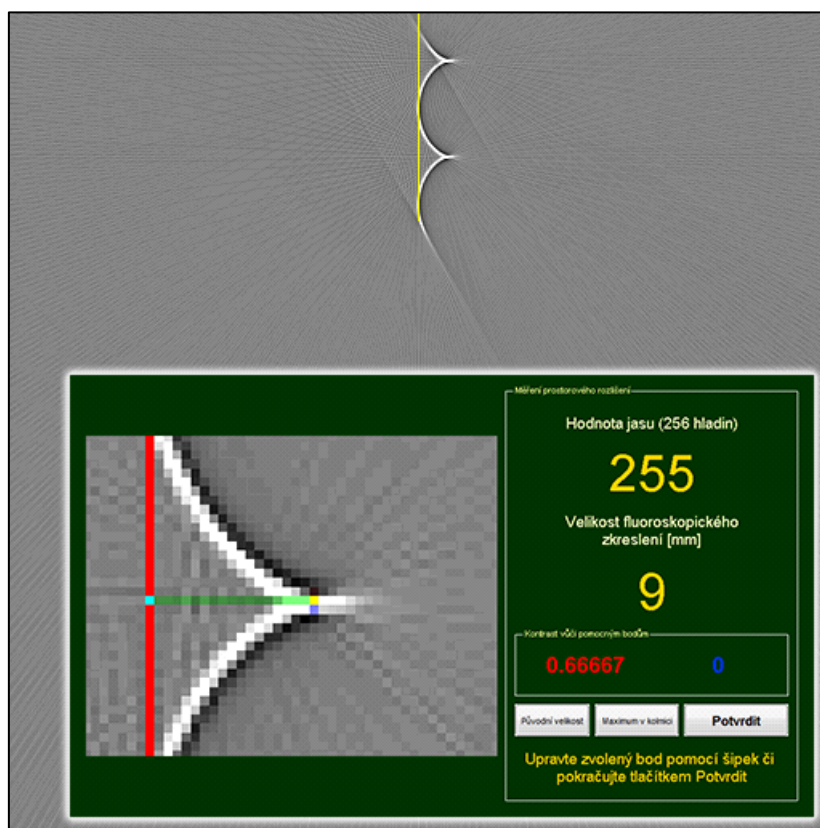 Měření prostorového rozlišení
Hodnota jasu (256 hladin)
255
Velikost fluoroskopického
zkreslení [mm]
9
Kontrast vůči pomocným bodům
0.66667 0
Původní velikost Maximum v kolmici Potvrdit
Upravte zvolený bod pomocí šipek či
pokračujte tlačítkem Potvrdit